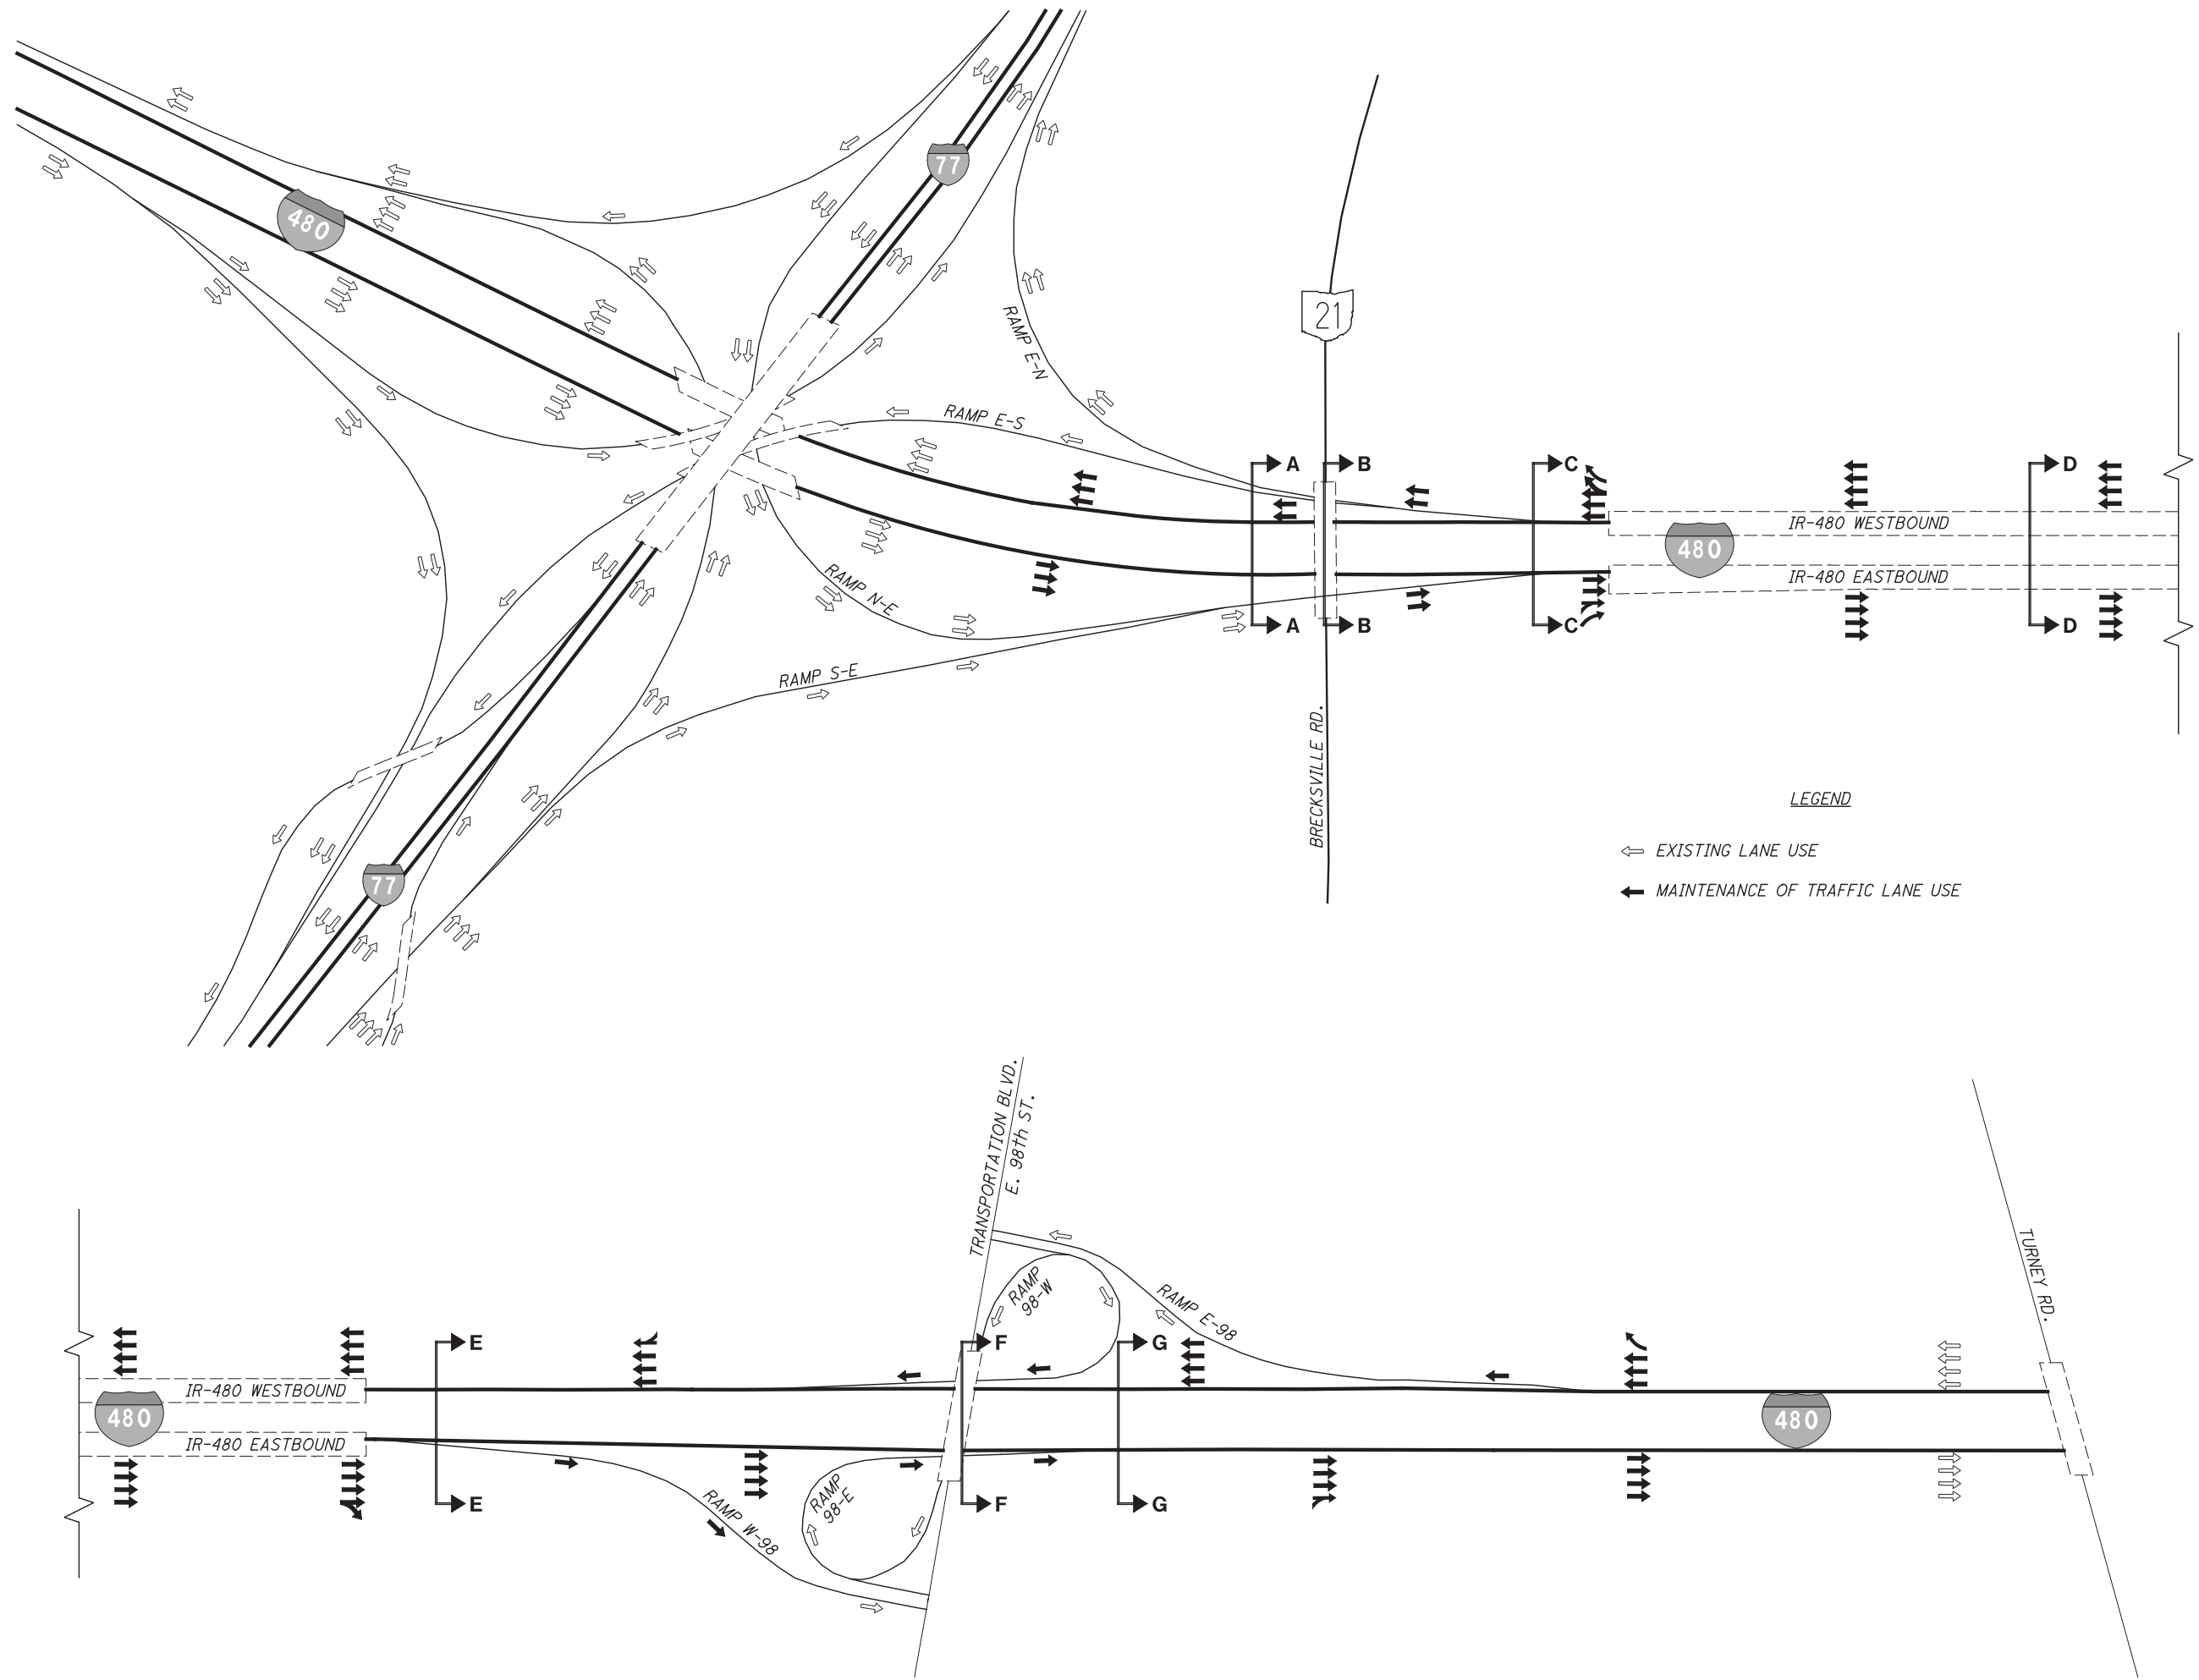 77
480
21
RAMP E-N
RAMP E-S
A
B
C
D
IR-480 WESTBOUND
480
IR-480 EASTBOUND
RAMP N-E
A
B
C
D
RAMP S-E
BRECKSVILLE RD.
LEGEND
EXISTING LANE USE
MAINTENANCE OF TRAFFIC LANE USE
77
TRANSPORTATION BLVD.
E. 98th ST.
TURNEY RD.
RAMP
98-W
RAMP E-98
E
F
G
IR-480 WESTBOUND
480
480
IR-480 EASTBOUND
RAMP
98-E
RAMP W-98
E
F
G